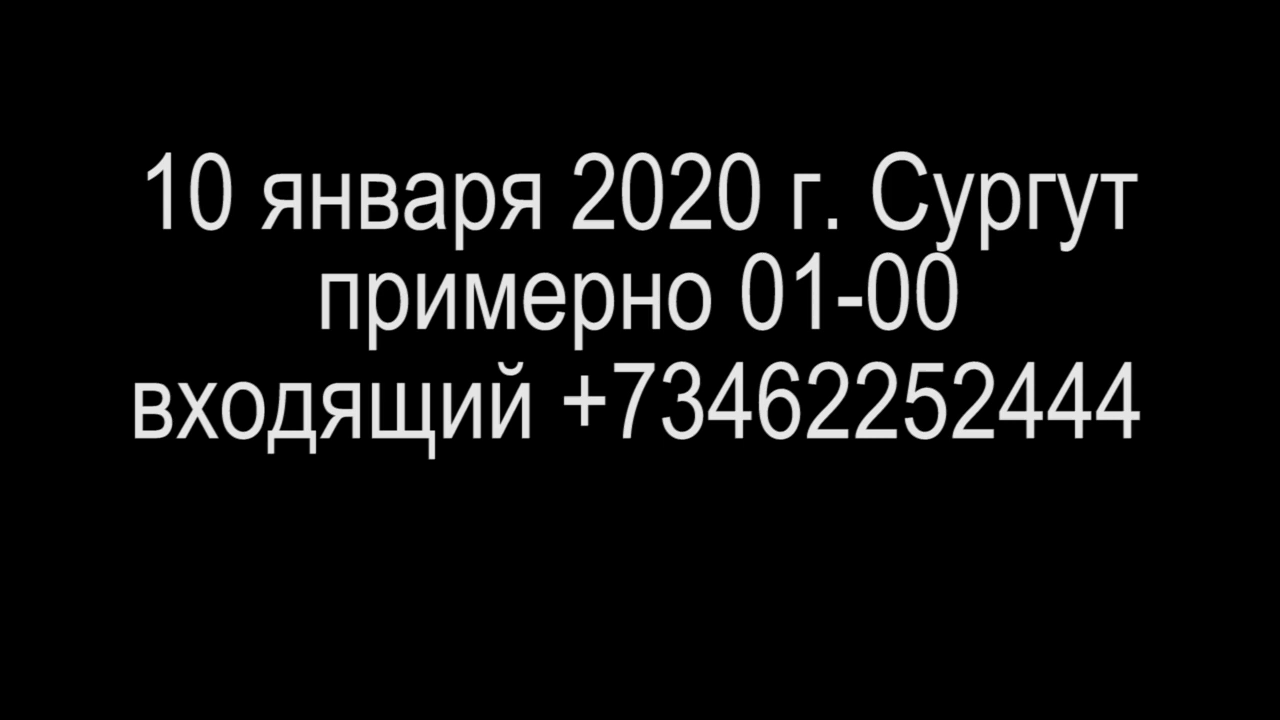 10 января 2020 г. Сургут
примерно 01-00
входящий +73462252444